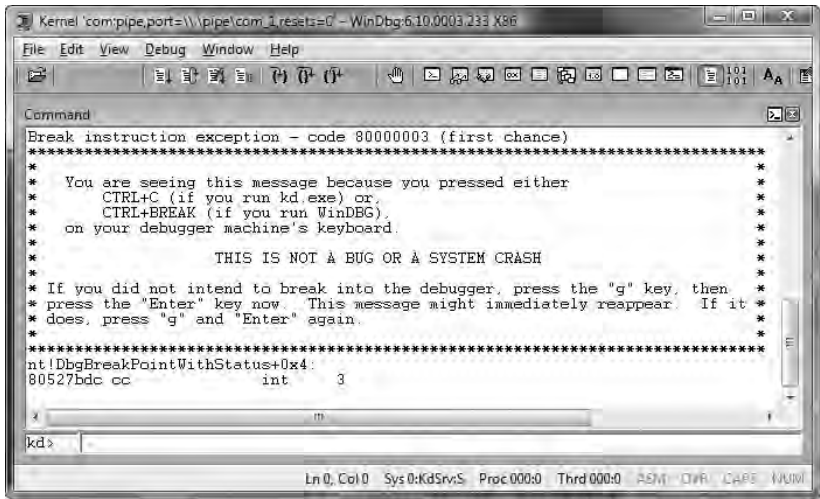 Kernel 'com:pipe,port=\\.\pipe\com_1,resets=0' - WinDbg:6.10.0003.233 X86
File Edit View Debug Window Help
Command
Break instruction exception - code 80000003 (first chance)
*******************************************************************************
*                                                                             *
*   You are seeing this message because you pressed either                    *
*       CTRL+C (if you run kd.exe) or,                                        *
*       CTRL+BREAK (if you run WinDBG),                                       *
*   on your debugger machine's keyboard.                                      *
*                                                                             *
*                   THIS IS NOT A BUG OR A SYSTEM CRASH                       *
*                                                                             *
* If you did not intend to break into the debugger, press the "g" key, then   *
* press the "Enter" key now.  This message might immediately reappear.  If it *
* does, press "g" and "Enter" again.                                          *
*                                                                             *
*******************************************************************************
nt!DbgBreakPointWithStatus+0x4:
80527bdc cc              int     3
kd>
Ln 0, Col 0 Sys 0:KdSrv:S Proc 000:0 Thrd 000:0 ASM OVR CAPS NUM